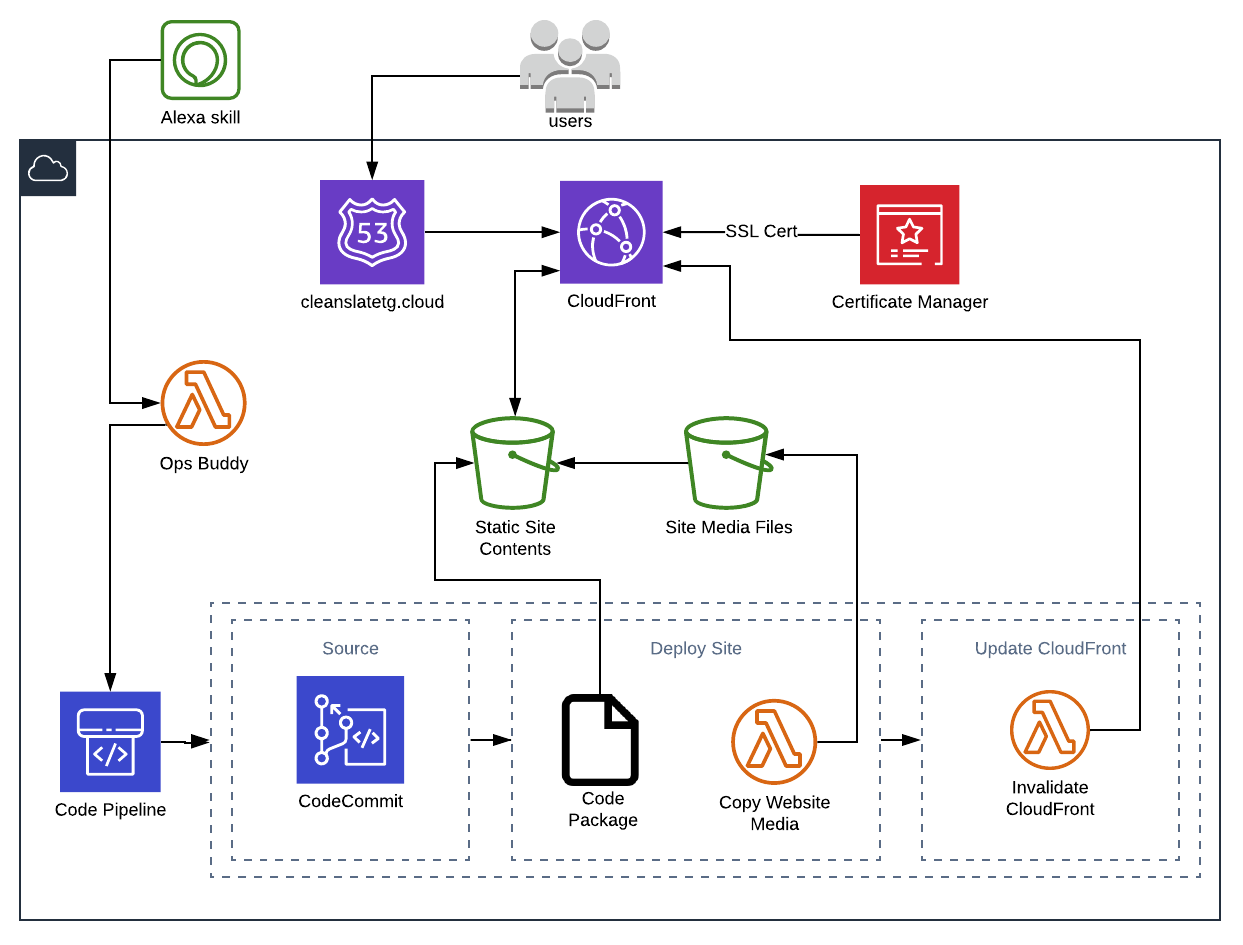 Alexa skill
users
53
SSL Cert
cleanslatetg.cloud
CloudFront
Certificate Manager
Ops Buddy
Static Site
Contents
Site Media Files
Source
Deploy Site
Update CloudFront
</>
</>
Code Pipeline
CodeCommit
Code
Package
Copy Website
Media
Invalidate
CloudFront